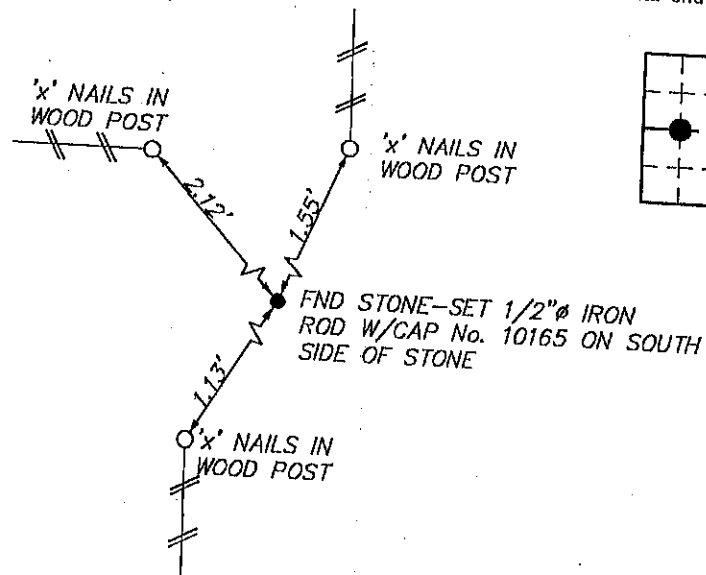 'x' NAILS IN
WOOD POST
'x' NAILS IN
WOOD POST
2.12'
1.55'
FND STONE-SET 1/2"ø IRON
ROD W/CAP No. 10165 ON SOUTH
SIDE OF STONE
1.13'
'x' NAILS IN
WOOD POST